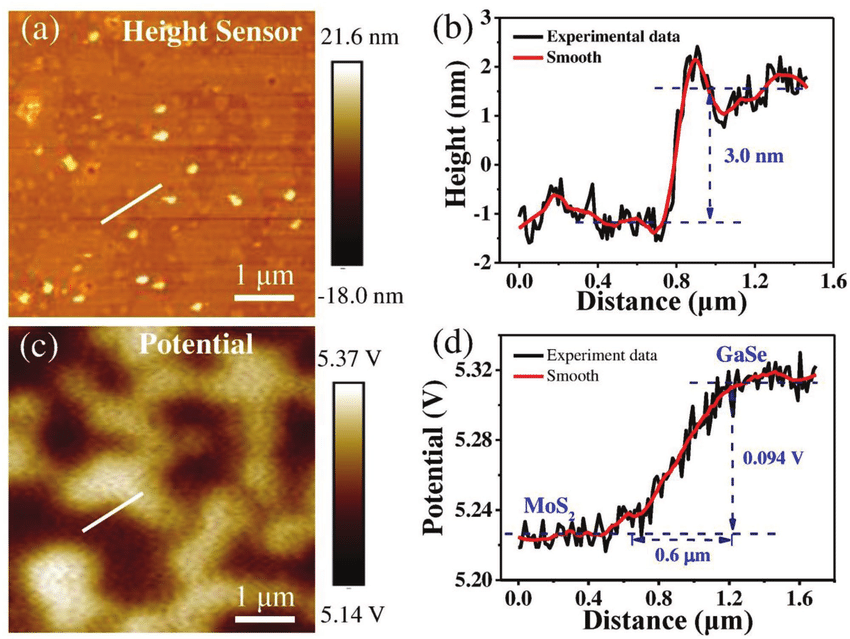 (a) Height Sensor
21.6 nm
1 μm
-18.0 nm
(b)
Experimental data
Smooth
3.0 nm
Height (nm)
3
2
1
0
-1
-2
0.0 0.4 0.8 1.2 1.6
Distance (μm)
(c) Potential
5.37 V
1 μm
5.14 V
(d)
Experiment data
Smooth
GaSe
MoS2
0.094 V
0.6 μm
Potential (V)
5.32
5.28
5.24
5.20
0.0 0.4 0.8 1.2 1.6
Distance (μm)